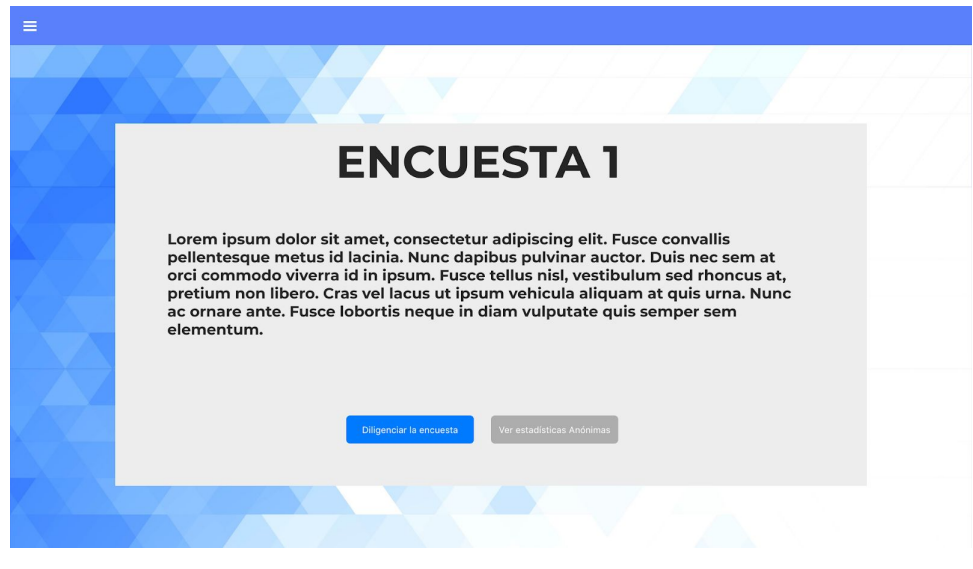 ENCUESTA 1
Lorem ipsum dolor sit amet, consectetur adipiscing elit. Fusce convallis
pellentesque metus id lacinia. Nunc dapibus pulvinar auctor. Duis nec sem at
orci commodo viverra id in ipsum. Fusce tellus nisl, vestibulum sed rhoncus at,
pretium non libero. Cras vel lacus ut ipsum vehicula aliquam at quis urna. Nunc
ac ornare ante. Fusce lobortis neque in diam vulputate quis semper sem
elementum.
Diligenciar la encuesta
Ver estadísticas Anónimas